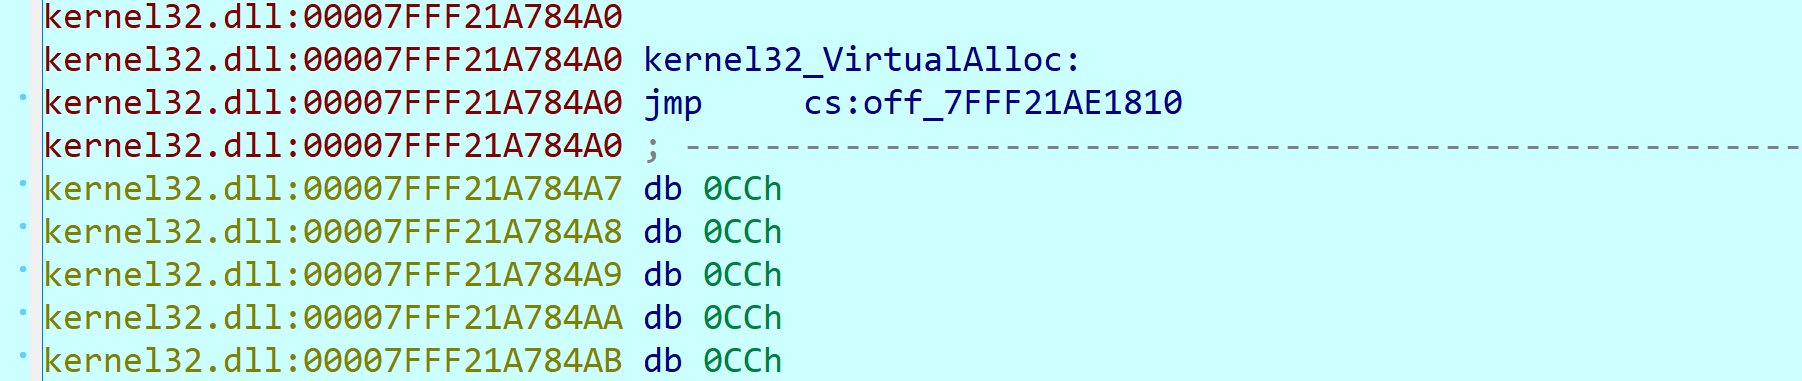 kernel32.dll:00007FFF21A784A0
kernel32.dll:00007FFF21A784A0 kernel32_VirtualAlloc:
kernel32.dll:00007FFF21A784A0 jmp     cs:off_7FFF21AE1810
kernel32.dll:00007FFF21A784A0 ; --------------------------------------------------------
kernel32.dll:00007FFF21A784A7 db 0CCh
kernel32.dll:00007FFF21A784A8 db 0CCh
kernel32.dll:00007FFF21A784A9 db 0CCh
kernel32.dll:00007FFF21A784AA db 0CCh
kernel32.dll:00007FFF21A784AB db 0CCh